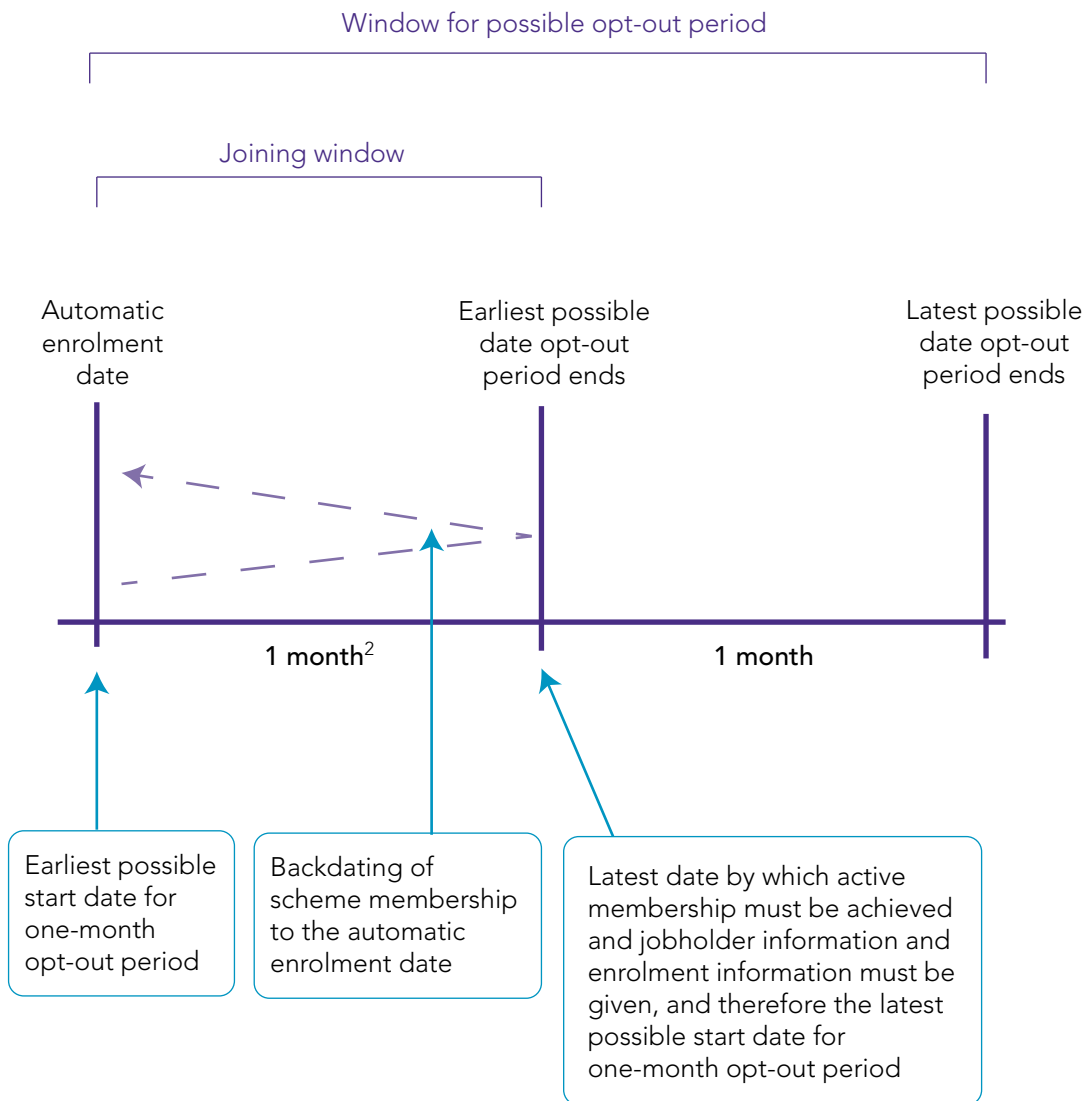 Window for possible opt-out period
Joining window
Automatic
enrolment
date
Earliest possible
date opt-out
period ends
Latest possible
date opt-out
period ends
1 month²
1 month
Earliest possible
start date for
one-month
opt-out period
Backdating of
scheme membership
to the automatic
enrolment date
Latest date by which active
membership must be achieved
and jobholder information and
enrolment information must be
given, and therefore the latest
possible start date for
one-month opt-out period